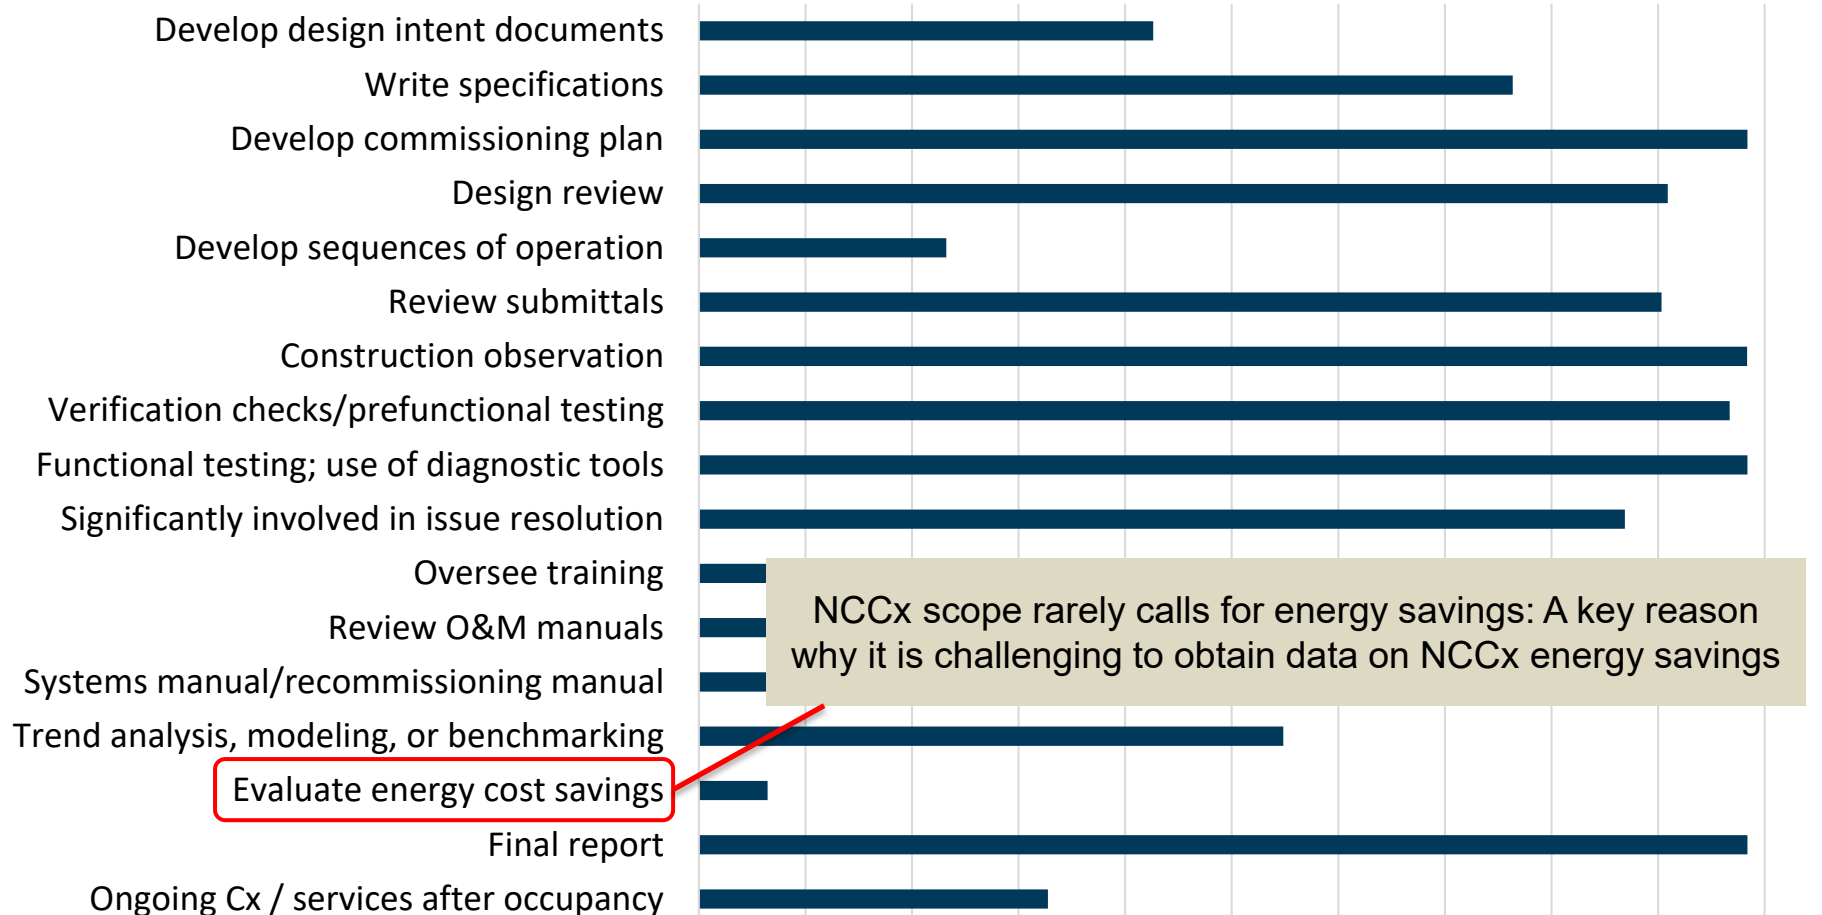 Develop design intent documents
Write specifications
Develop commissioning plan
Design review
Develop sequences of operation
Review submittals
Construction observation
Verification checks/prefunctional testing
Functional testing; use of diagnostic tools
Significantly involved in issue resolution
Oversee training
Review O&M manuals
Systems manual/recommissioning manual
Trend analysis, modeling, or benchmarking
Evaluate energy cost savings
Final report
Ongoing Cx / services after occupancy
NCCx scope rarely calls for energy savings: A key reason
why it is challenging to obtain data on NCCx energy savings